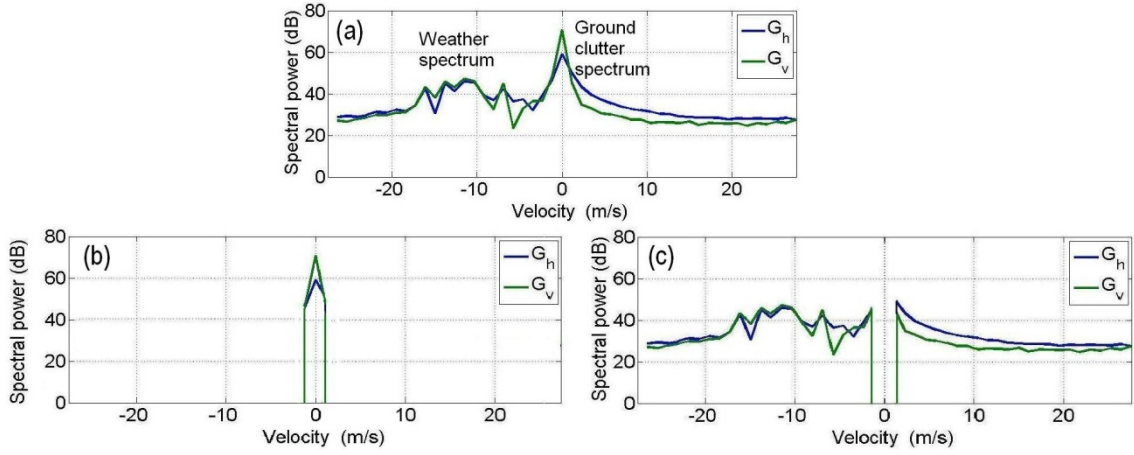 80
(a)
Weather
spectrum
Ground
clutter
spectrum
G_h
G_v
60
40
20
0
Spectral power (dB)
-20 -10 0 10 20
Velocity (m/s)
(b)
G_h
G_v
80
60
40
20
0
Spectral power (dB)
-20 -10 0 10 20
Velocity (m/s)
(c)
G_h
G_v
80
60
40
20
0
Spectral power (dB)
-20 -10 0 10 20
Velocity (m/s)